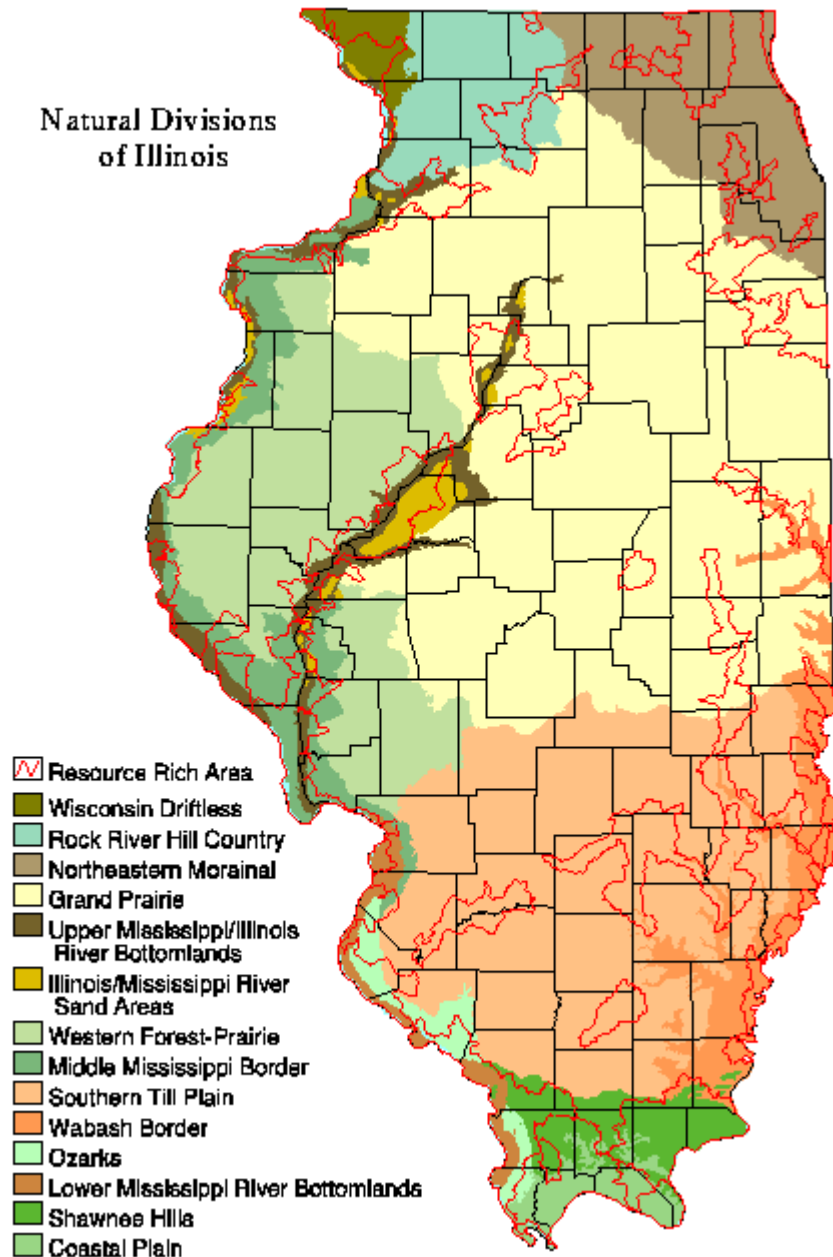 Natural Divisions
of Illinois
Resource Rich Area
Wisconsin Driftless
Rock River Hill Country
Northeastern Morainal
Grand Prairie
Upper Mississippi/Illinois
River Bottomlands
Illinois/Mississippi River
Sand Areas
Western Forest-Prairie
Middle Mississippi Border
Southern Till Plain
Wabash Border
Ozarks
Lower Mississippi River Bottomlands
Shawnee Hills
Coastal Plain